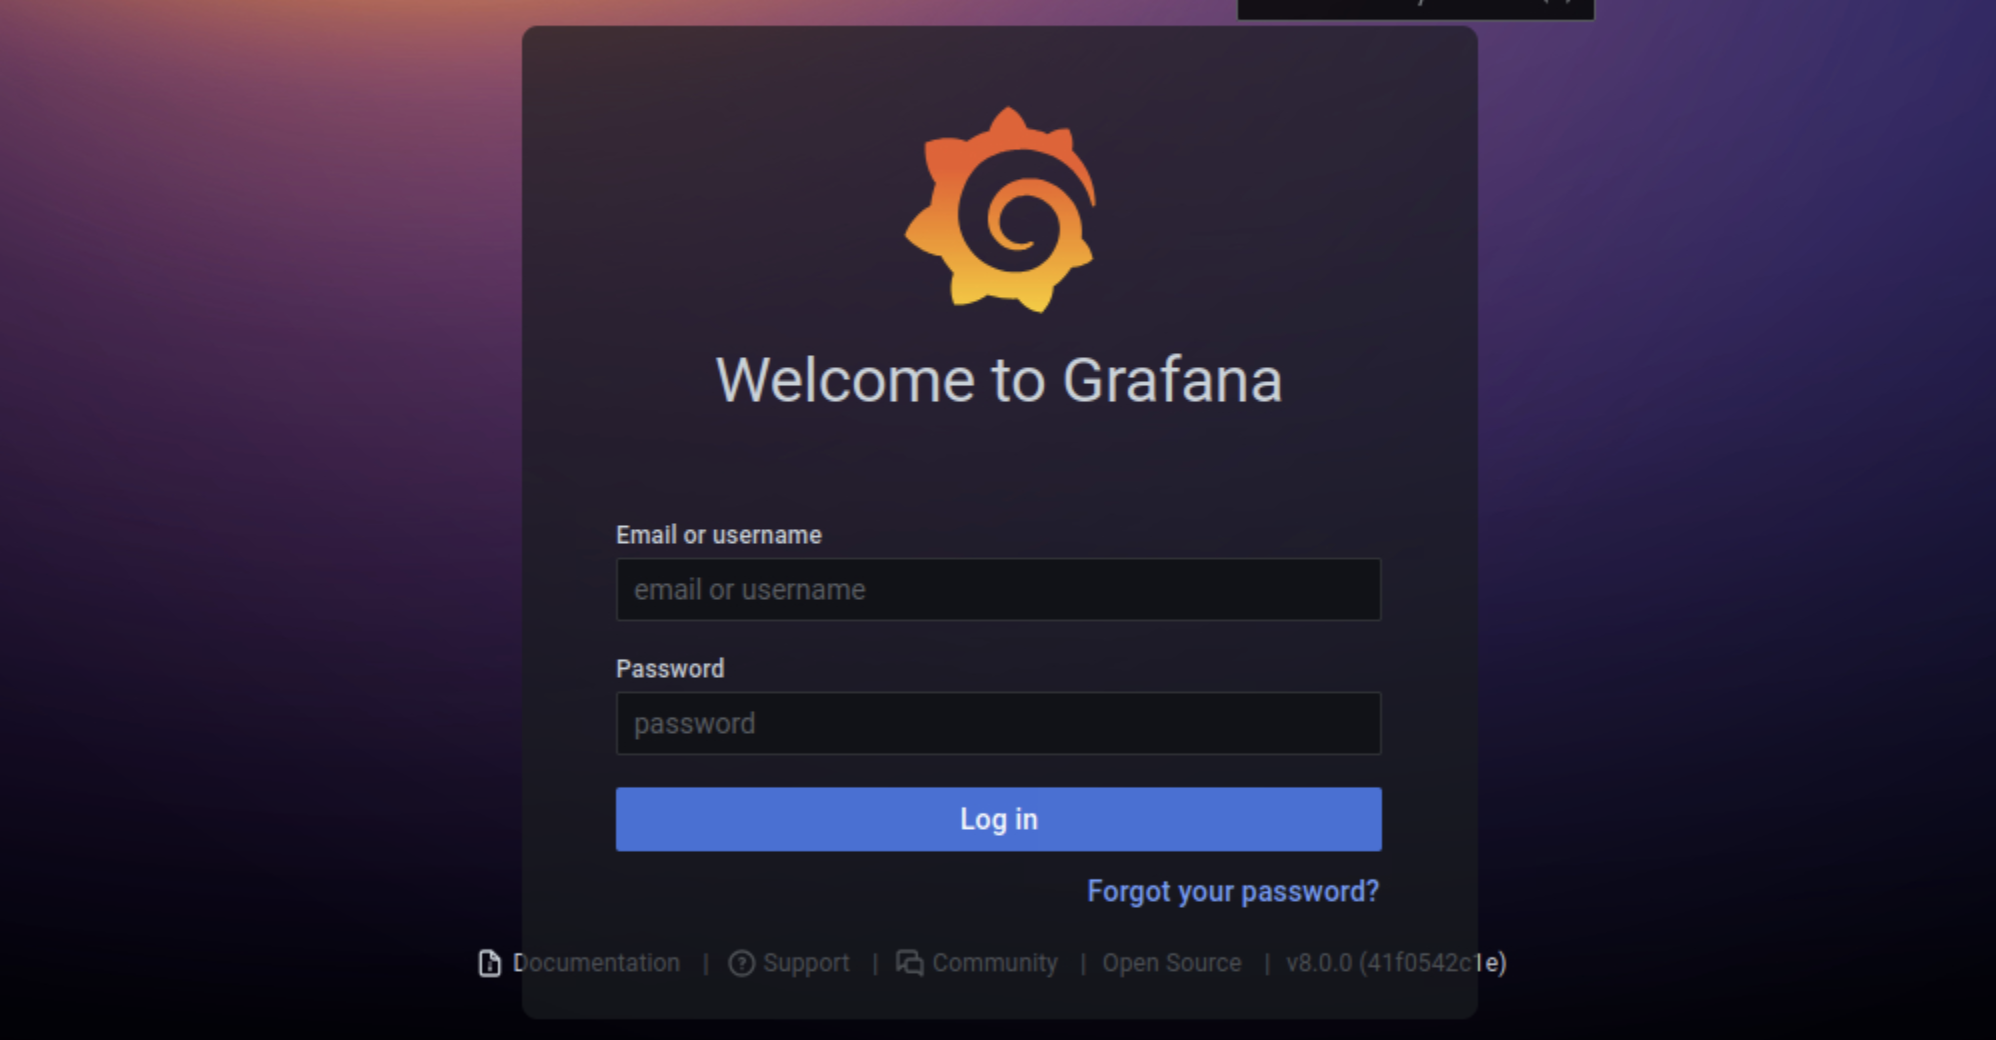 Welcome to Grafana
Email or username
email or username
Password
password
Log in
Forgot your password?
Documentation | Support | Community | Open Source | v8.0.0 (41f0542c1e)